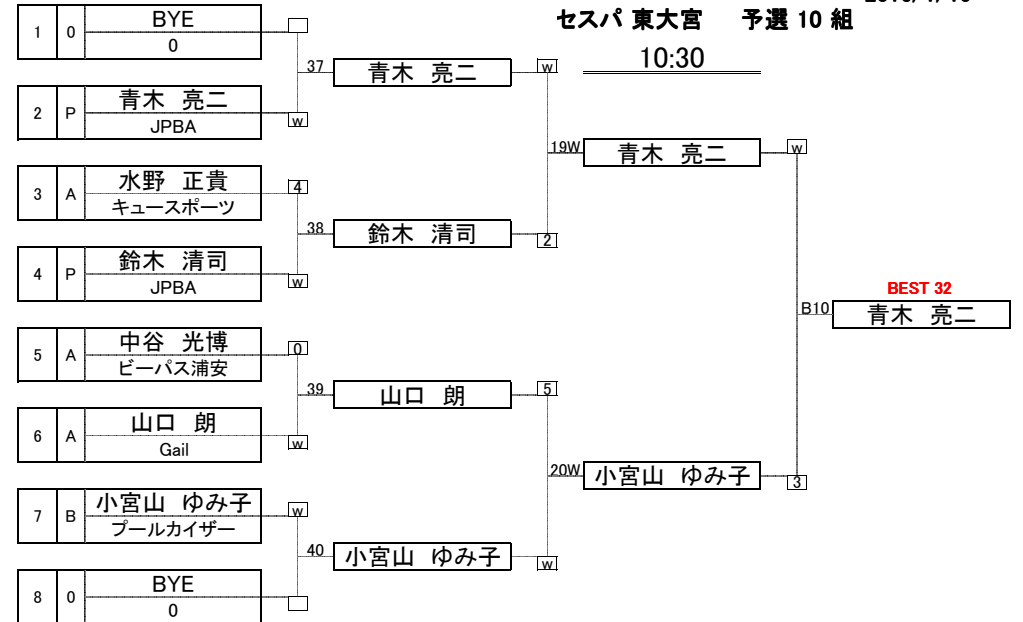 セスパ 東大宮 予選 10 組
10:30
1 0 BYE
0
37 青木 亮二 w
2 P 青木 亮二 w
JPBA
19W 青木 亮二 w
3 A 水野 正貴 4
キュースポーツ
38 鈴木 清司 2
4 P 鈴木 清司 w
JPBA
BEST 32
B10 青木 亮二
5 A 中谷 光博 0
ビーパス浦安
39 山口 朗 5
6 A 山口 朗 w
Gail
20W 小宮山 ゆみ子 3
7 B 小宮山 ゆみ子 w
プールカイザー
40 小宮山 ゆみ子 w
8 0 BYE
0